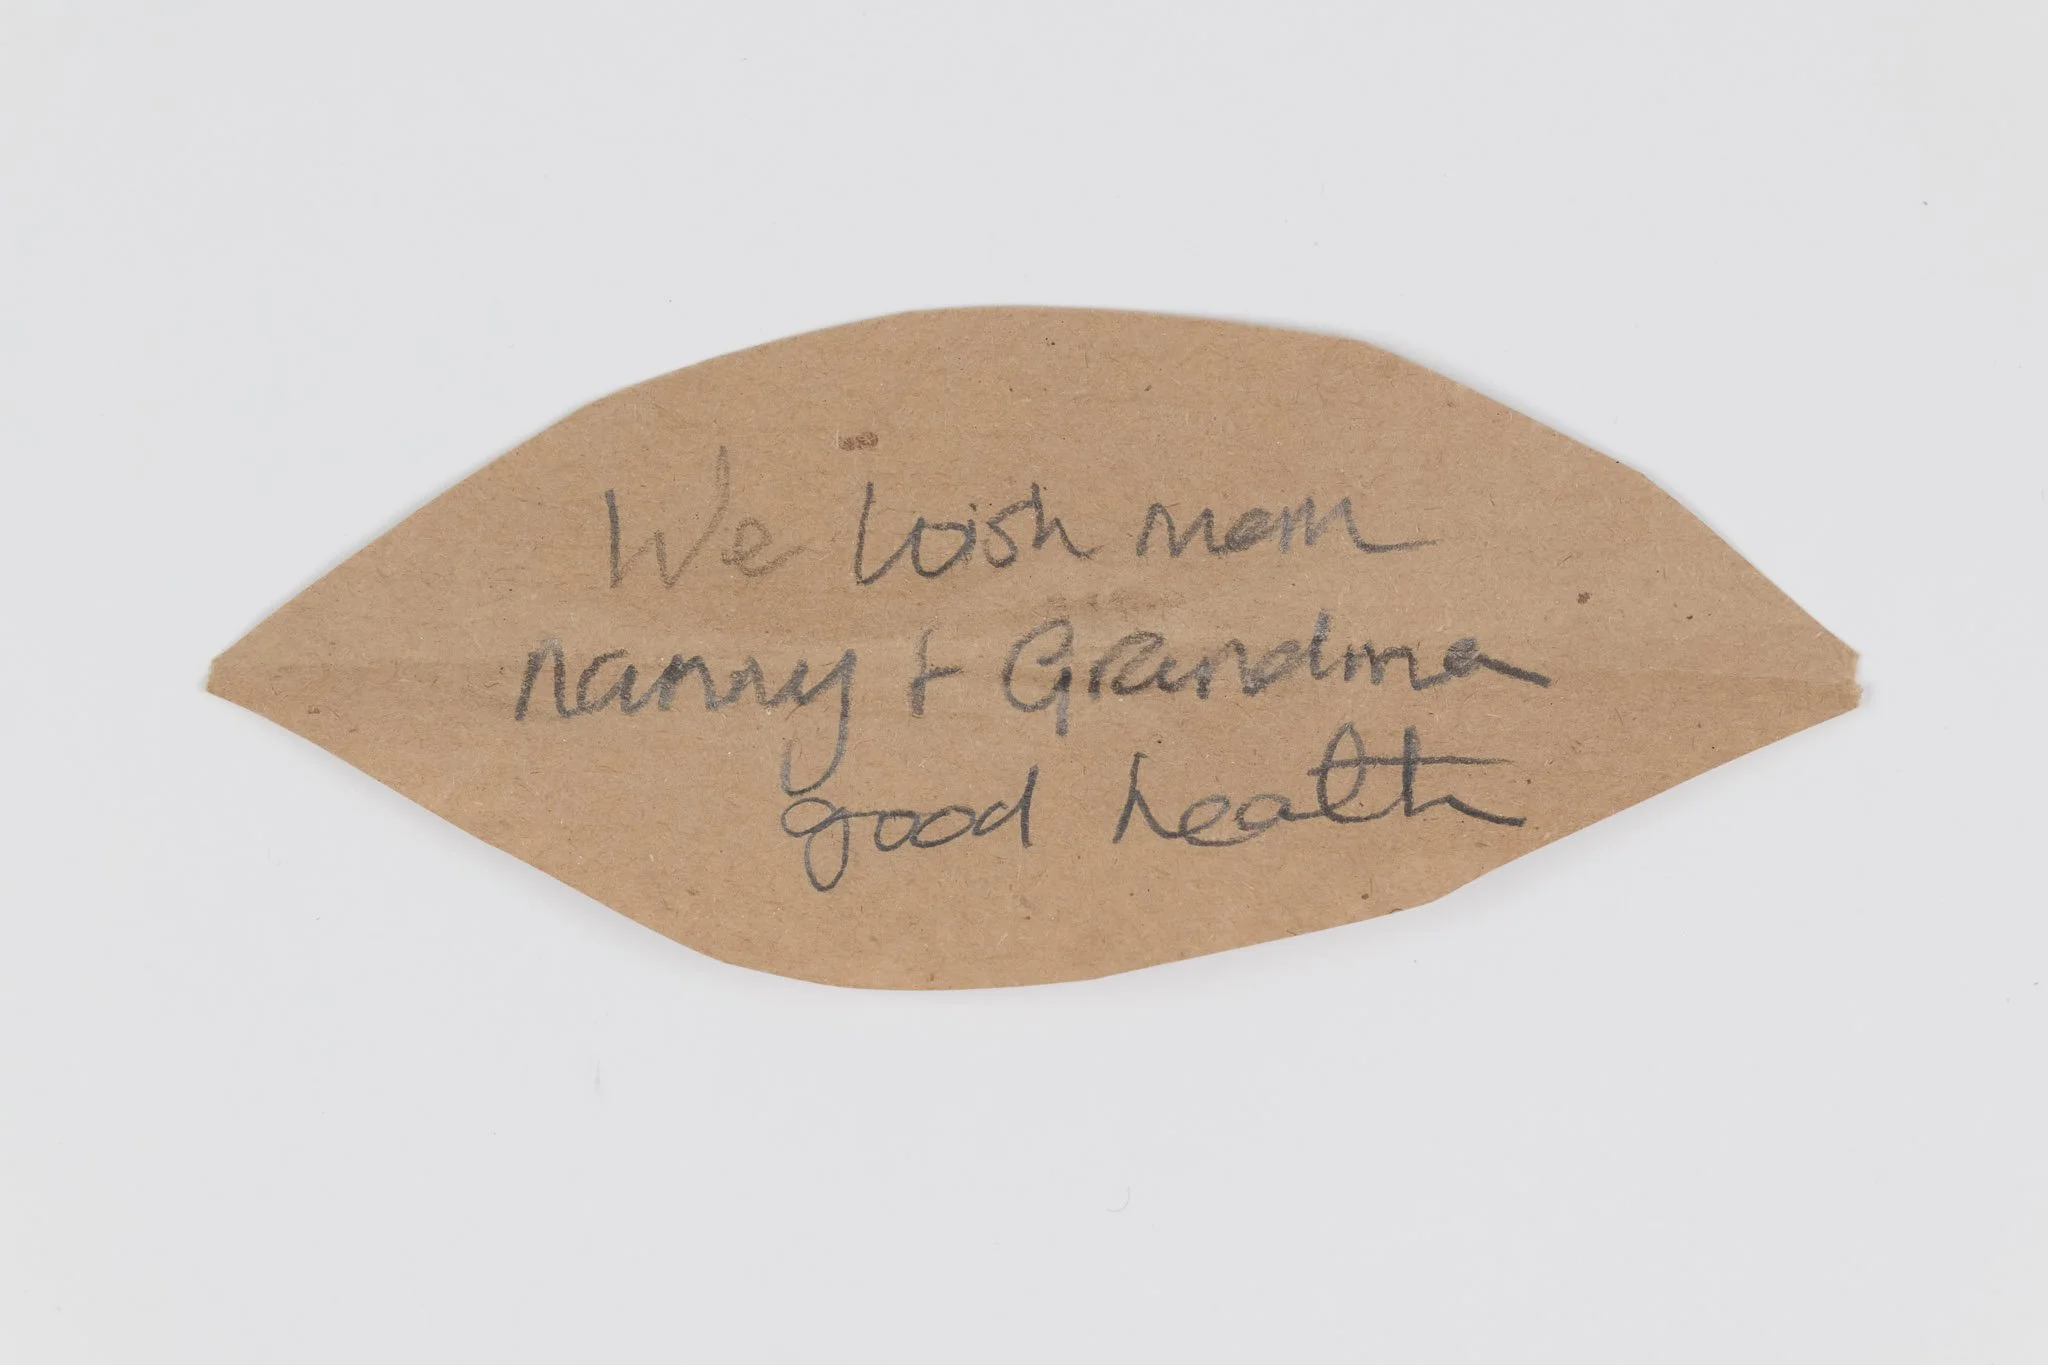 We wish mom
nanny + Grandma
good health